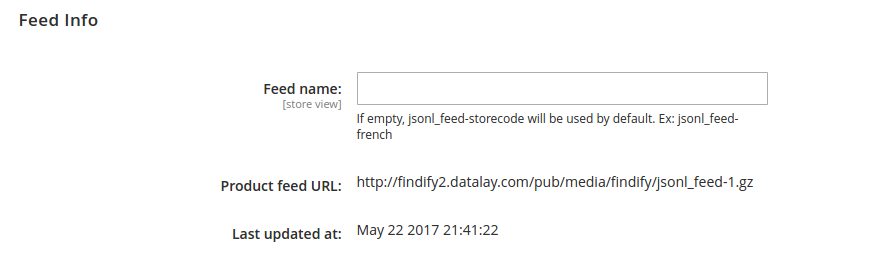 Feed Info
Feed name:
[store view]
If empty, jsonl_feed-storecode will be used by default. Ex: jsonl_feed-
french
Product feed URL: http://findify2.datalay.com/pub/media/findify/jsonl_feed-1.gz
Last updated at: May 22 2017 21:41:22